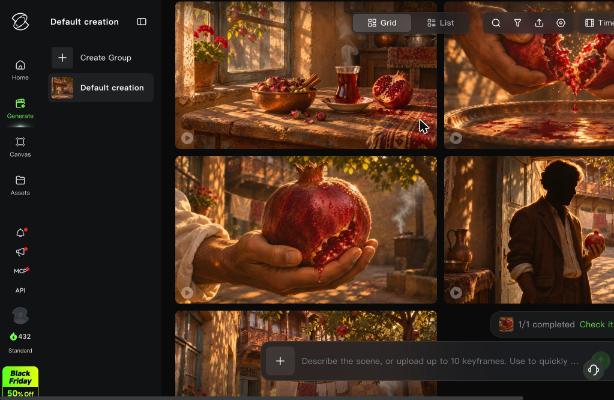 Default creation
Grid
List
Time
Home
Create Group
Default creation
Generate
Canvas
Assets
MCP
API
432
Standard
1/1 completed Check it
Describe the scene, or upload up to 10 keyframes. Use to quickly ...
Black
Friday
50% Off